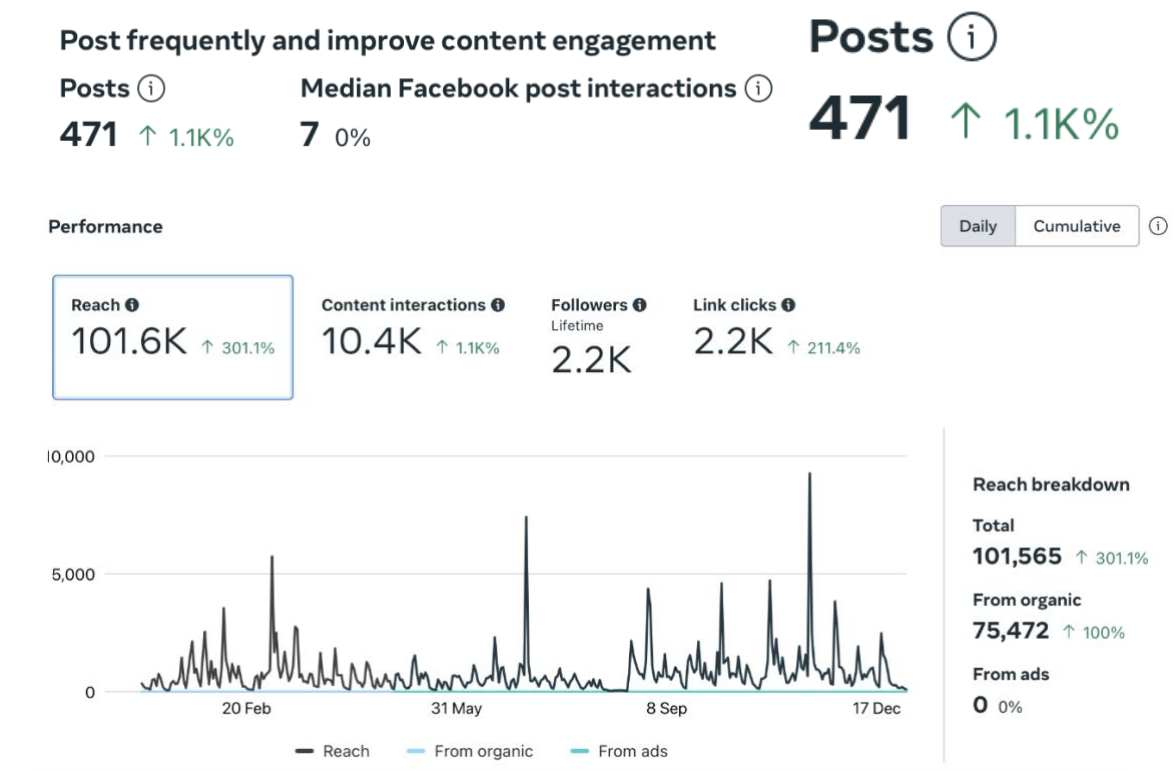 Post frequently and improve content engagement
Posts
Median Facebook post interactions
471 ↑ 1.1K%
7 0%
Posts
471 ↑ 1.1K%
Performance
Daily
Cumulative
Reach
101.6K ↑ 301.1%
Content interactions
10.4K ↑ 1.1K%
Followers
Lifetime
2.2K
Link clicks
2.2K ↑ 211.4%
10,000
5,000
0
20 Feb
31 May
8 Sep
17 Dec
Reach
From organic
From ads
Reach breakdown
Total
101,565 ↑ 301.1%
From organic
75,472 ↑ 100%
From ads
0 0%